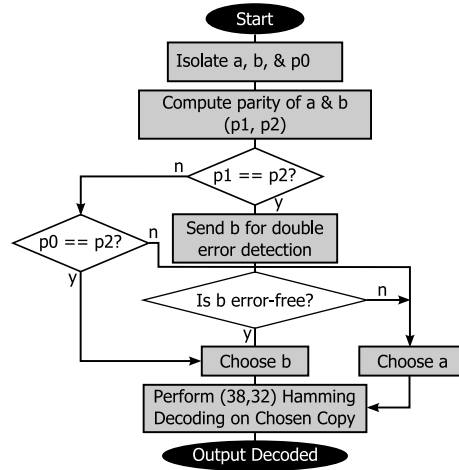 Start
Isolate a, b, & p0
Compute parity of a & b
(p1, p2)
n
p1 == p2?
y
p0 == p2?
n
y
Send b for double
error detection
Is b error-free?
n
y
Choose b
Choose a
Perform (38,32) Hamming
Decoding on Chosen Copy
Output Decoded